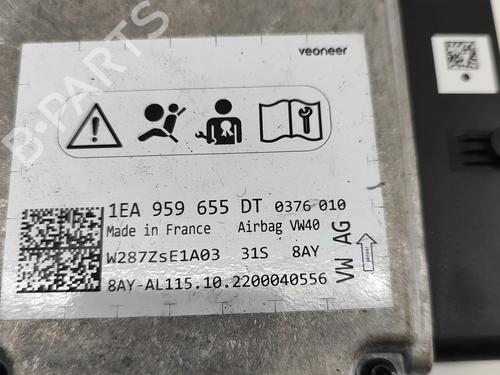 B-PARTS
veoneer
1EA 959 655 DT 0376 010
Made in France Airbag VW40
W287ZsE1A03 31S 8AY
8AY-AL115.10.2200040556
VW AG